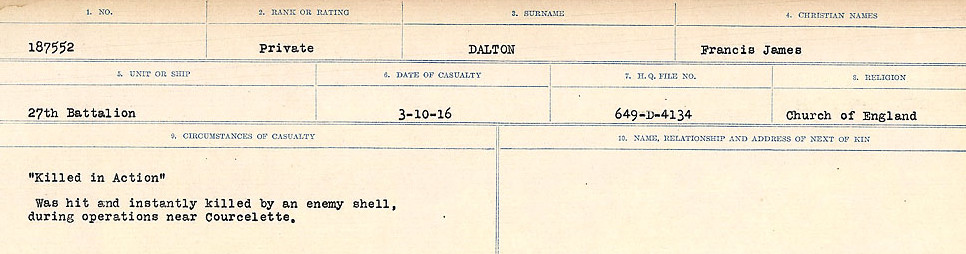 1. NO. 2. RANK OR RATING 3. SURNAME 4. CHRISTIAN NAMES
187552 Private DALTON Francis James
5. UNIT OR SHIP 6. DATE OF CASUALTY 7. H.Q. FILE NO. 8. RELIGION
27th Battalion 3-10-16 649-D-4134 Church of England
9. CIRCUMSTANCES OF CASUALTY 10. NAME, RELATIONSHIP AND ADDRESS OF NEXT OF KIN
"Killed in Action"
Was hit and instantly killed by an enemy shell,
during operations near Courcelette.